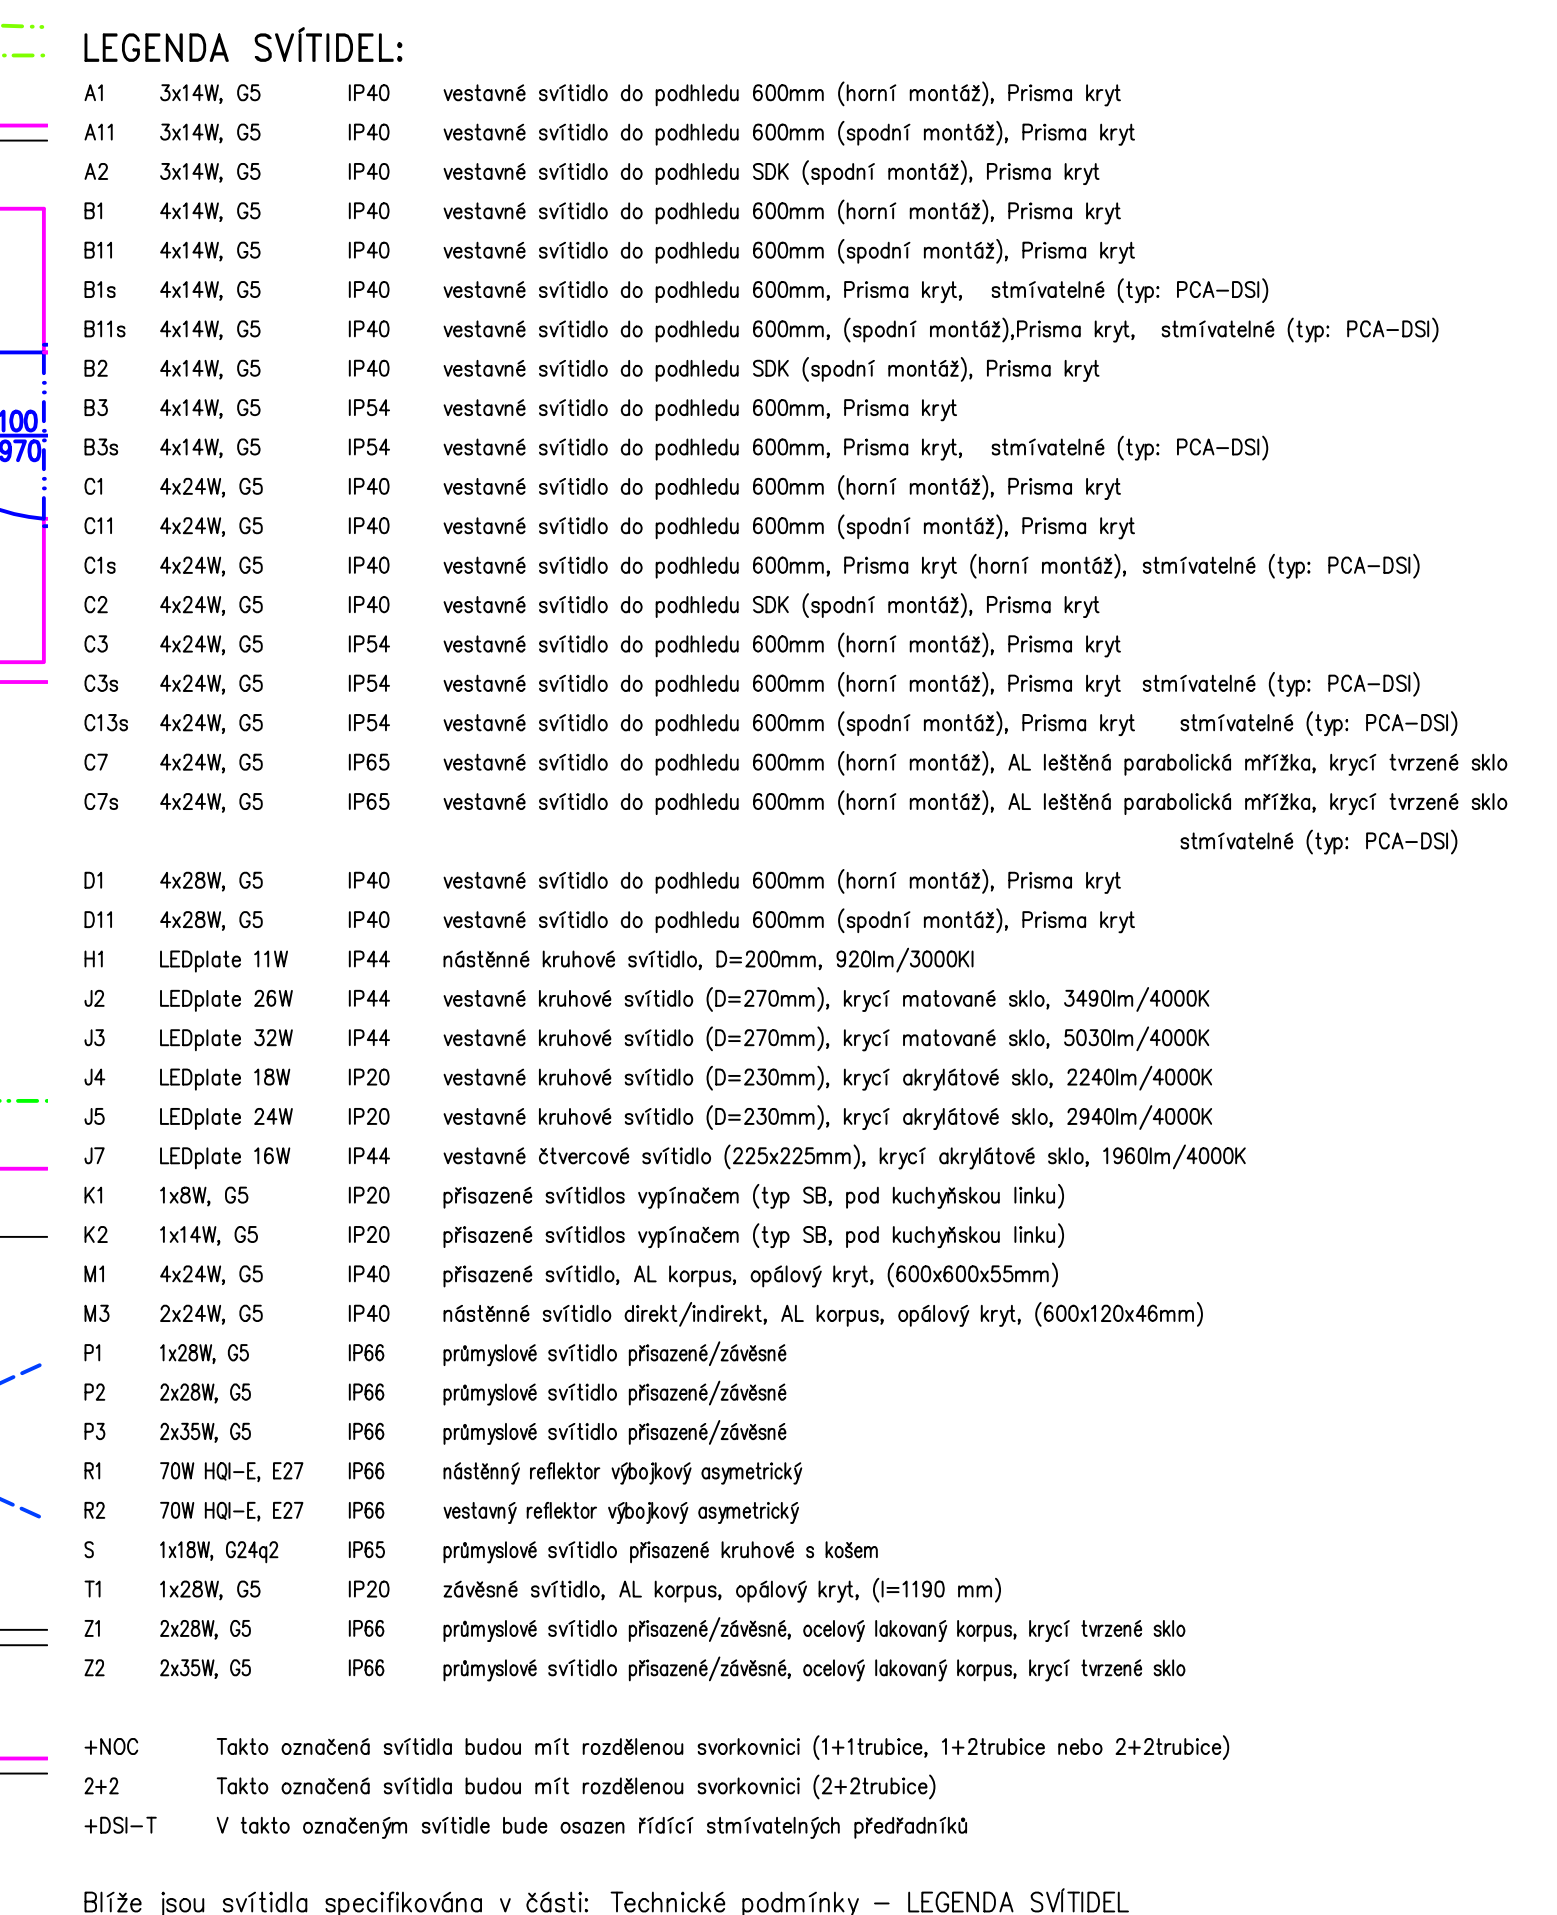 LEGENDA SVÍTIDEL:
A1 3x14W, G5 IP40 vestavné svítidlo do podhledu 600mm (horní montáž), Prisma kryt
A11 3x14W, G5 IP40 vestavné svítidlo do podhledu 600mm (spodní montáž), Prisma kryt
A2 3x14W, G5 IP40 vestavné svítidlo do podhledu SDK (spodní montáž), Prisma kryt
B1 4x14W, G5 IP40 vestavné svítidlo do podhledu 600mm (horní montáž), Prisma kryt
B11 4x14W, G5 IP40 vestavné svítidlo do podhledu 600mm (spodní montáž), Prisma kryt
B1s 4x14W, G5 IP40 vestavné svítidlo do podhledu 600mm, Prisma kryt, stmívatelné (typ: PCA-DSI)
B11s 4x14W, G5 IP40 vestavné svítidlo do podhledu 600mm, (spodní montáž),Prisma kryt, stmívatelné (typ: PCA-DSI)
B2 4x14W, G5 IP40 vestavné svítidlo do podhledu SDK (spodní montáž), Prisma kryt
B3 4x14W, G5 IP54 vestavné svítidlo do podhledu 600mm, Prisma kryt
100
970
B3s 4x14W, G5 IP54 vestavné svítidlo do podhledu 600mm, Prisma kryt, stmívatelné (typ: PCA-DSI)
C1 4x24W, G5 IP40 vestavné svítidlo do podhledu 600mm (horní montáž), Prisma kryt
C11 4x24W, G5 IP40 vestavné svítidlo do podhledu 600mm (spodní montáž), Prisma kryt
C1s 4x24W, G5 IP40 vestavné svítidlo do podhledu 600mm, Prisma kryt (horní montáž), stmívatelné (typ: PCA-DSI)
C2 4x24W, G5 IP40 vestavné svítidlo do podhledu SDK (spodní montáž), Prisma kryt
C3 4x24W, G5 IP54 vestavné svítidlo do podhledu 600mm (horní montáž), Prisma kryt
C3s 4x24W, G5 IP54 vestavné svítidlo do podhledu 600mm (horní montáž), Prisma kryt stmívatelné (typ: PCA-DSI)
C13s 4x24W, G5 IP54 vestavné svítidlo do podhledu 600mm (spodní montáž), Prisma kryt stmívatelné (typ: PCA-DSI)
C7 4x24W, G5 IP65 vestavné svítidlo do podhledu 600mm (horní montáž), AL leštěná parabolická mřížka, krycí tvrzené sklo
C7s 4x24W, G5 IP65 vestavné svítidlo do podhledu 600mm (horní montáž), AL leštěná parabolická mřížka, krycí tvrzené sklo
stmívatelné (typ: PCA-DSI)
D1 4x28W, G5 IP40 vestavné svítidlo do podhledu 600mm (horní montáž), Prisma kryt
D11 4x28W, G5 IP40 vestavné svítidlo do podhledu 600mm (spodní montáž), Prisma kryt
H1 LEDplate 11W IP44 nástěnné kruhové svítidlo, D=200mm, 920lm/3000Kl
J2 LEDplate 26W IP44 vestavné kruhové svítidlo (D=270mm), krycí matované sklo, 3490lm/4000K
J3 LEDplate 32W IP44 vestavné kruhové svítidlo (D=270mm), krycí matované sklo, 5030lm/4000K
J4 LEDplate 18W IP20 vestavné kruhové svítidlo (D=230mm), krycí akrylátové sklo, 2240lm/4000K
J5 LEDplate 24W IP20 vestavné kruhové svítidlo (D=230mm), krycí akrylátové sklo, 2940lm/4000K
J7 LEDplate 16W IP44 vestavné čtvercové svítidlo (225x225mm), krycí akrylátové sklo, 1960lm/4000K
K1 1x8W, G5 IP20 přisazené svítidlos vypínačem (typ SB, pod kuchyňskou linku)
K2 1x14W, G5 IP20 přisazené svítidlos vypínačem (typ SB, pod kuchyňskou linku)
M1 4x24W, G5 IP40 přisazené svítidlo, AL korpus, opálový kryt, (600x600x55mm)
M3 2x24W, G5 IP40 nástěnné svítidlo direkt/indirekt, AL korpus, opálový kryt, (600x120x46mm)
P1 1x28W, G5 IP66 průmyslové svítidlo přisazené/závěsné
P2 2x28W, G5 IP66 průmyslové svítidlo přisazené/závěsné
P3 2x35W, G5 IP66 průmyslové svítidlo přisazené/závěsné
R1 70W HQI-E, E27 IP66 nástěnný reflektor výbojkový asymetrický
R2 70W HQI-E, E27 IP66 vestavný reflektor výbojkový asymetrický
S 1x18W, G24q2 IP65 průmyslové svítidlo přisazené kruhové s košem
T1 1x28W, G5 IP20 závěsné svítidlo, AL korpus, opálový kryt, (l=1190 mm)
Z1 2x28W, G5 IP66 průmyslové svítidlo přisazené/závěsné, ocelový lakovaný korpus, krycí tvrzené sklo
Z2 2x35W, G5 IP66 průmyslové svítidlo přisazené/závěsné, ocelový lakovaný korpus, krycí tvrzené sklo
+NOC Takto označená svítidla budou mít rozdělenou svorkovnici (1+1trubice, 1+2trubice nebo 2+2trubice)
2+2 Takto označená svítidla budou mít rozdělenou svorkovnici (2+2trubice)
+DSI-T V takto označeným svítidle bude osazen řídící stmívatelných předřadníků
Blíže jsou svítidla specifikována v části: Technické podmínky – LEGENDA SVÍTIDEL